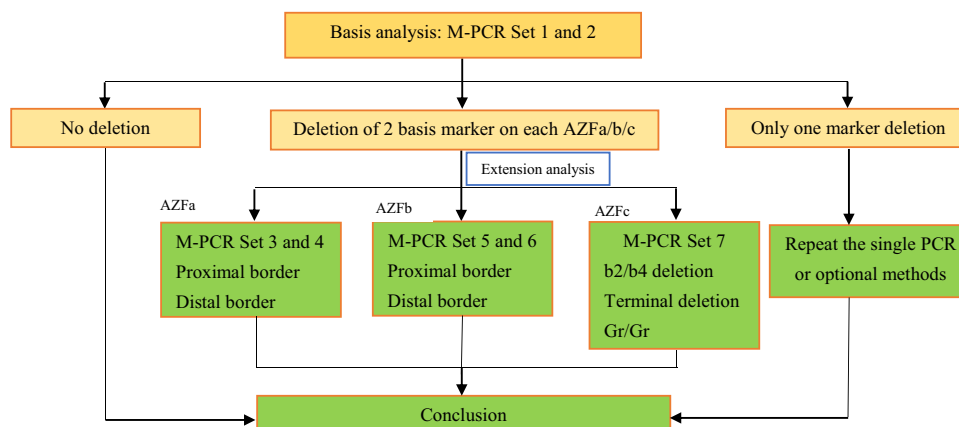 Basis analysis: M-PCR Set 1 and 2
No deletion
Deletion of 2 basis marker on each AZFa/b/c
Only one marker deletion
Extension analysis
AZFa
M-PCR Set 3 and 4
Proximal border
Distal border
AZFb
M-PCR Set 5 and 6
Proximal border
Distal border
AZFc
M-PCR Set 7
b2/b4 deletion
Terminal deletion
Gr/Gr
Repeat the single PCR
or optional methods
Conclusion